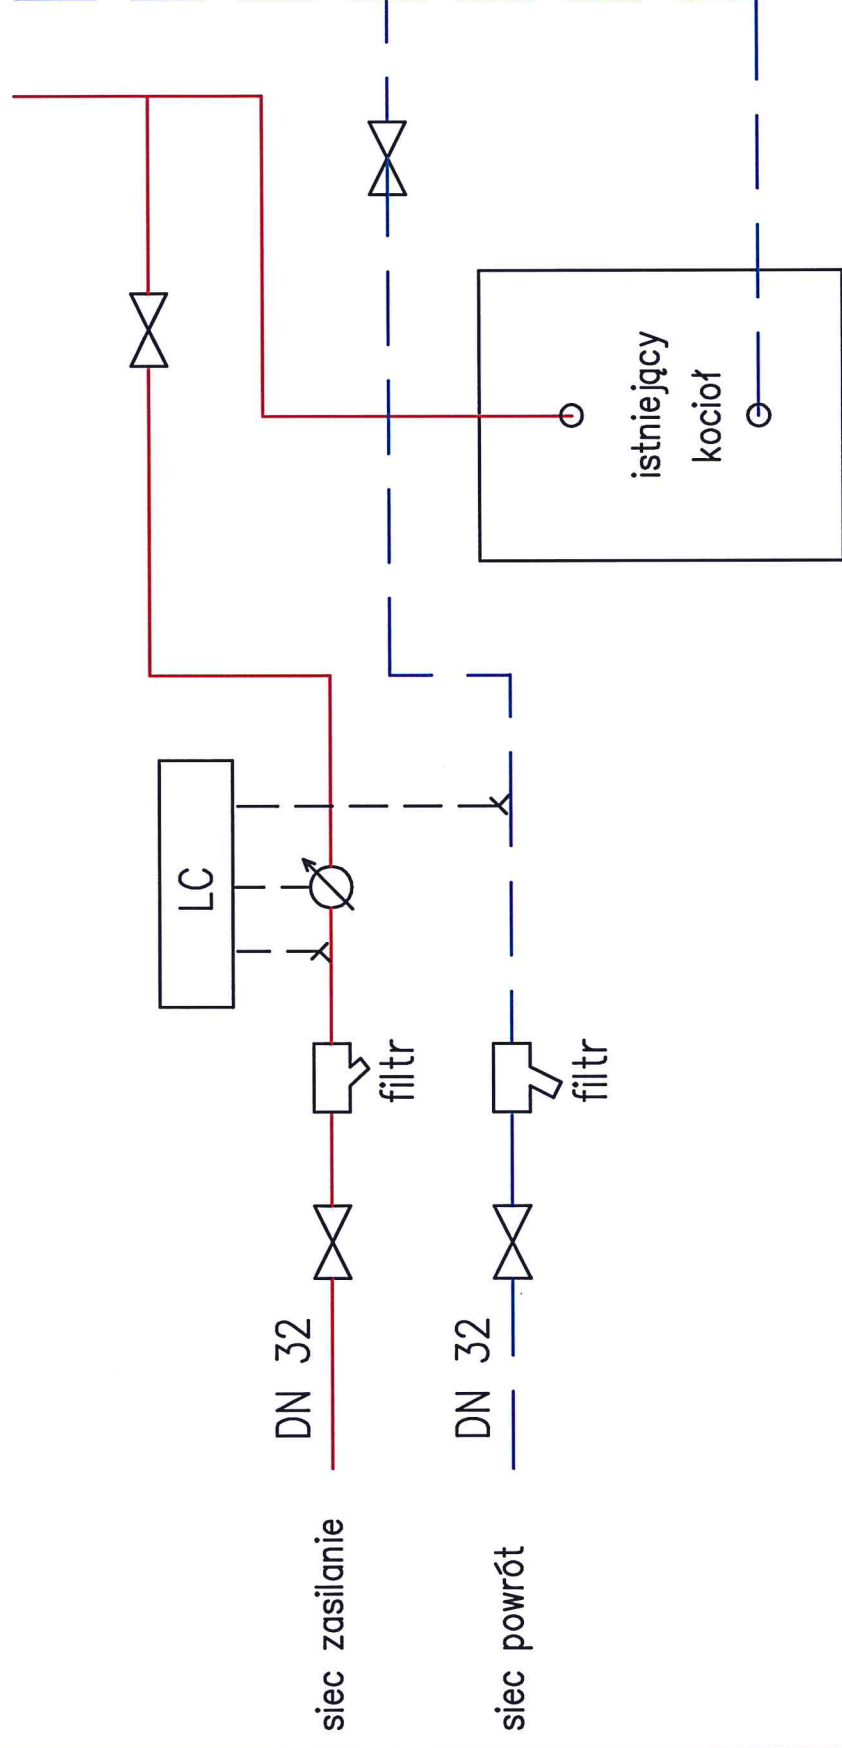 siec zasilanie
DN 32
filtr
LC
siec powrót
DN 32
filtr
istniejący
kocioł